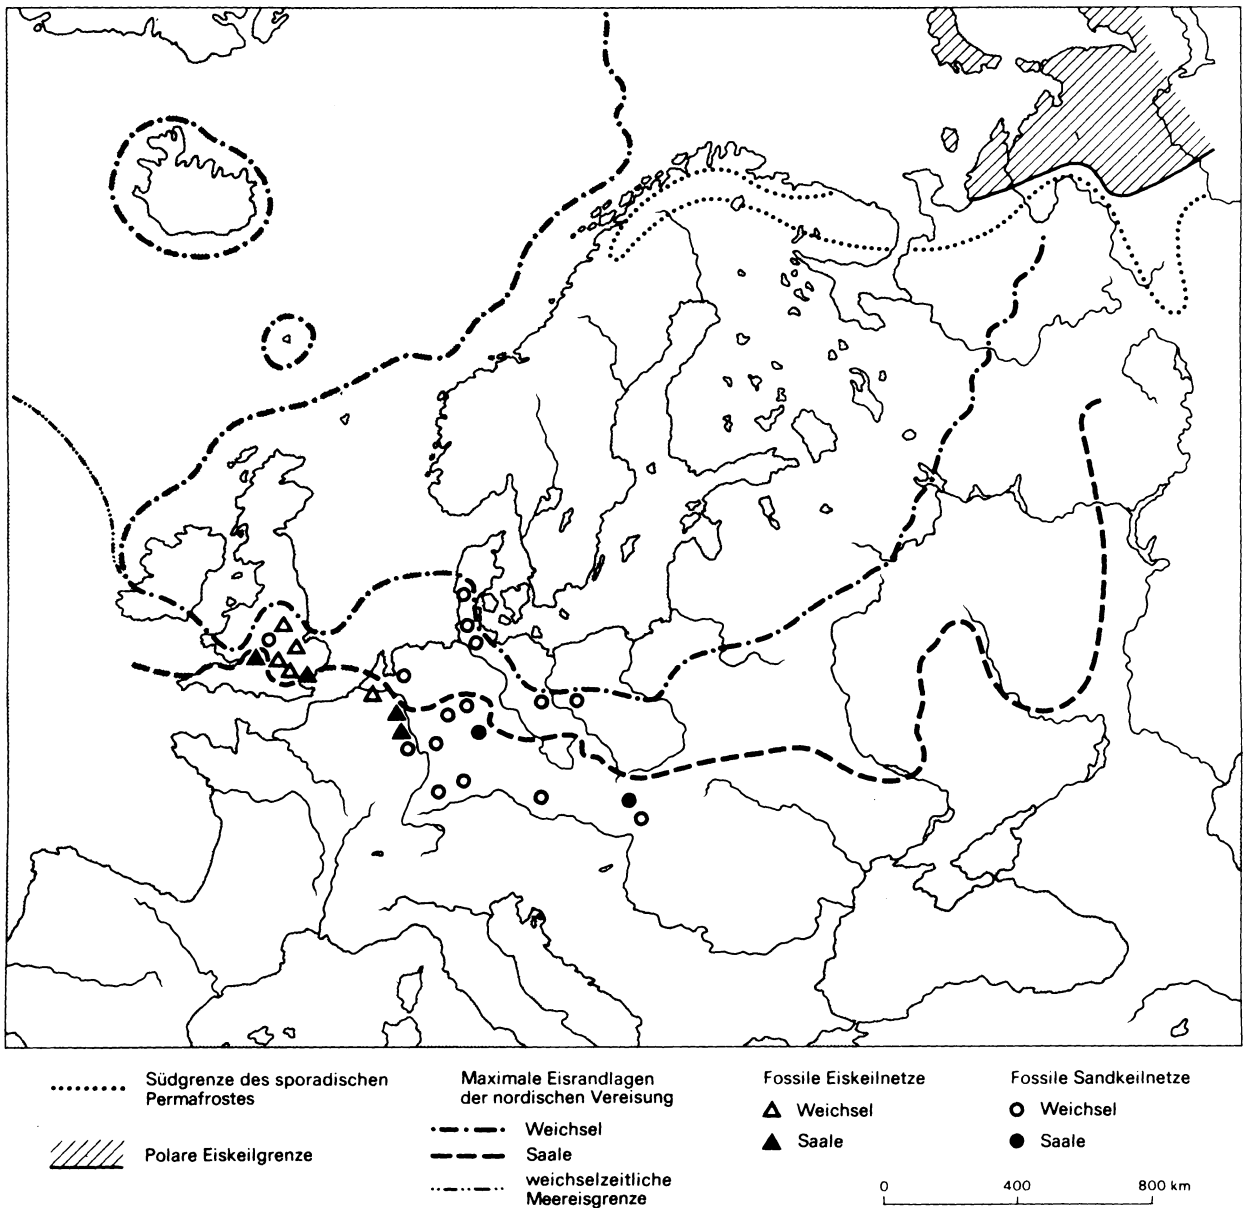 Südgrenze des sporadischen
Permafrostes
Polare Eiskeilgrenze
Maximale Eisrandlagen
der nordischen Vereisung
Weichsel
Saale
weichselzeitliche
Meereisgrenze
Fossile Eiskeilnetze
Weichsel
Saale
Fossile Sandkeilnetze
Weichsel
Saale
0 400 800 km